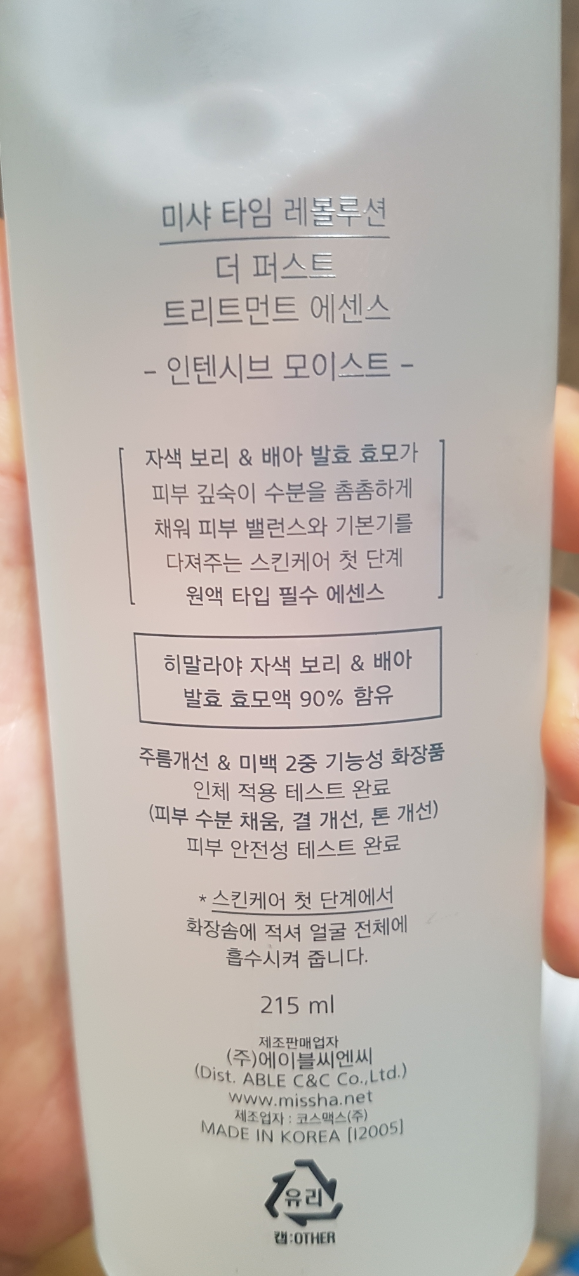 미샤 타임 레볼루션
더 퍼스트
트리트먼트 에센스
– 인텐시브 모이스트 –
자색 보리 & 배아 발효 효모가
피부 깊숙이 수분을 촘촘하게
채워 피부 밸런스와 기본기를
다져주는 스킨케어 첫 단계
원액 타입 필수 에센스
히말라야 자색 보리 & 배아
발효 효모액 90% 함유
주름개선 & 미백 2중 기능성 화장품
인체 적용 테스트 완료
(피부 수분 채움, 결 개선, 톤 개선)
피부 안전성 테스트 완료
* 스킨케어 첫 단계에서
화장솜에 적셔 얼굴 전체에
흡수시켜 줍니다.
215 ml
제조판매업자
(주)에이블씨엔씨
(Dist. ABLE C&C Co.,Ltd.)
www.missha.net
제조업자 : 코스맥스(주)
MADE IN KOREA [I2005]
유리
캡:OTHER